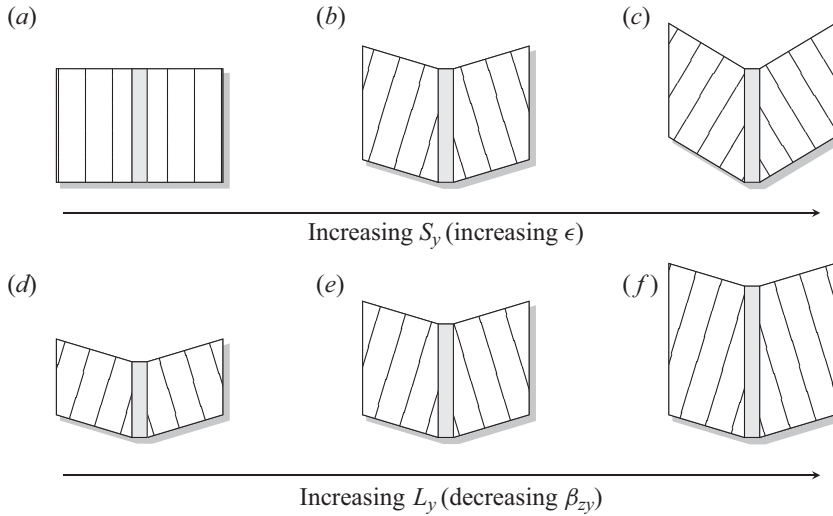 (a) (b) (c)
Increasing S_y (increasing ϵ)
(d) (e) (f)
Increasing L_y (decreasing β_zy)